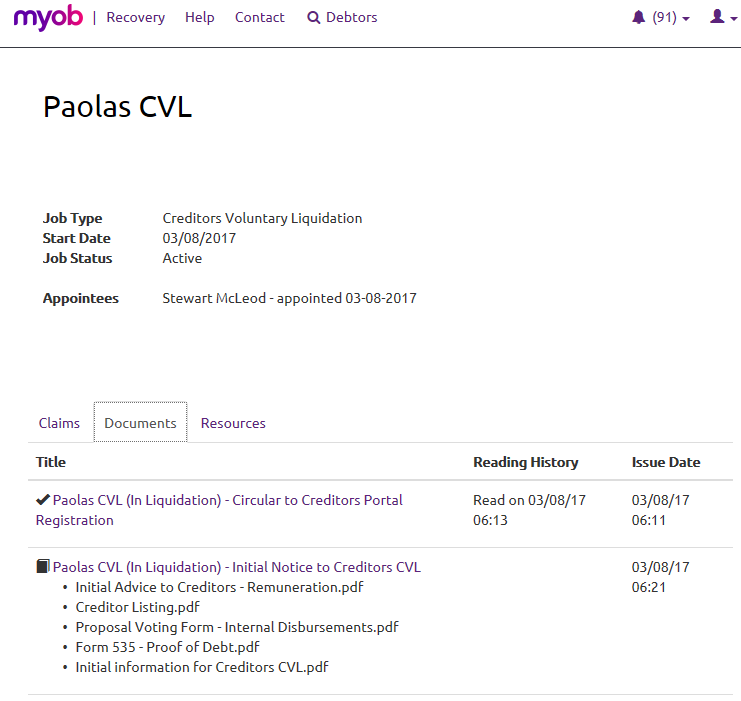 myob | Recovery Help Contact Debtors (91)
Paolas CVL
Job Type Creditors Voluntary Liquidation
Start Date 03/08/2017
Job Status Active
Appointees Stewart McLeod - appointed 03-08-2017
Claims Documents Resources
Title Reading History Issue Date
Paolas CVL (In Liquidation) - Circular to Creditors Portal Read on 03/08/17 03/08/17
Registration 06:13 06:11
Paolas CVL (In Liquidation) - Initial Notice to Creditors CVL 03/08/17
• Initial Advice to Creditors - Remuneration.pdf 06:21
• Creditor Listing.pdf
• Proposal Voting Form - Internal Disbursements.pdf
• Form 535 - Proof of Debt.pdf
• Initial information for Creditors CVL.pdf